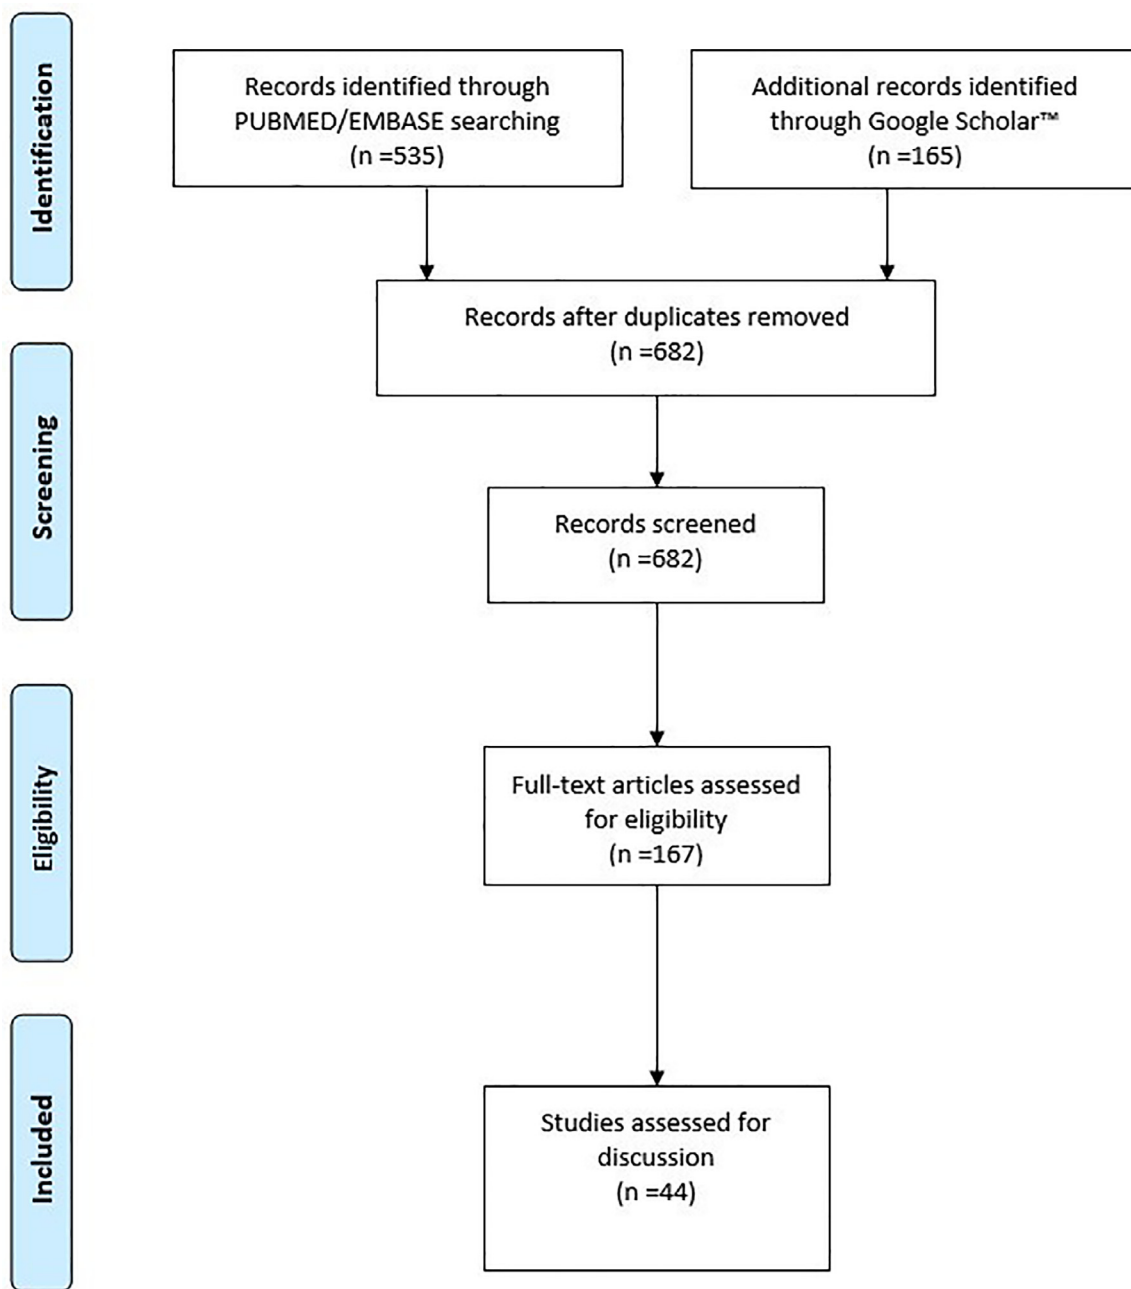 Identification
Records identified through
PUBMED/EMBASE searching
(n =535)
Additional records identified
through Google Scholar™
(n =165)
Records after duplicates removed
(n =682)
Screening
Records screened
(n =682)
Eligibility
Full-text articles assessed
for eligibility
(n =167)
Included
Studies assessed for
discussion
(n =44)